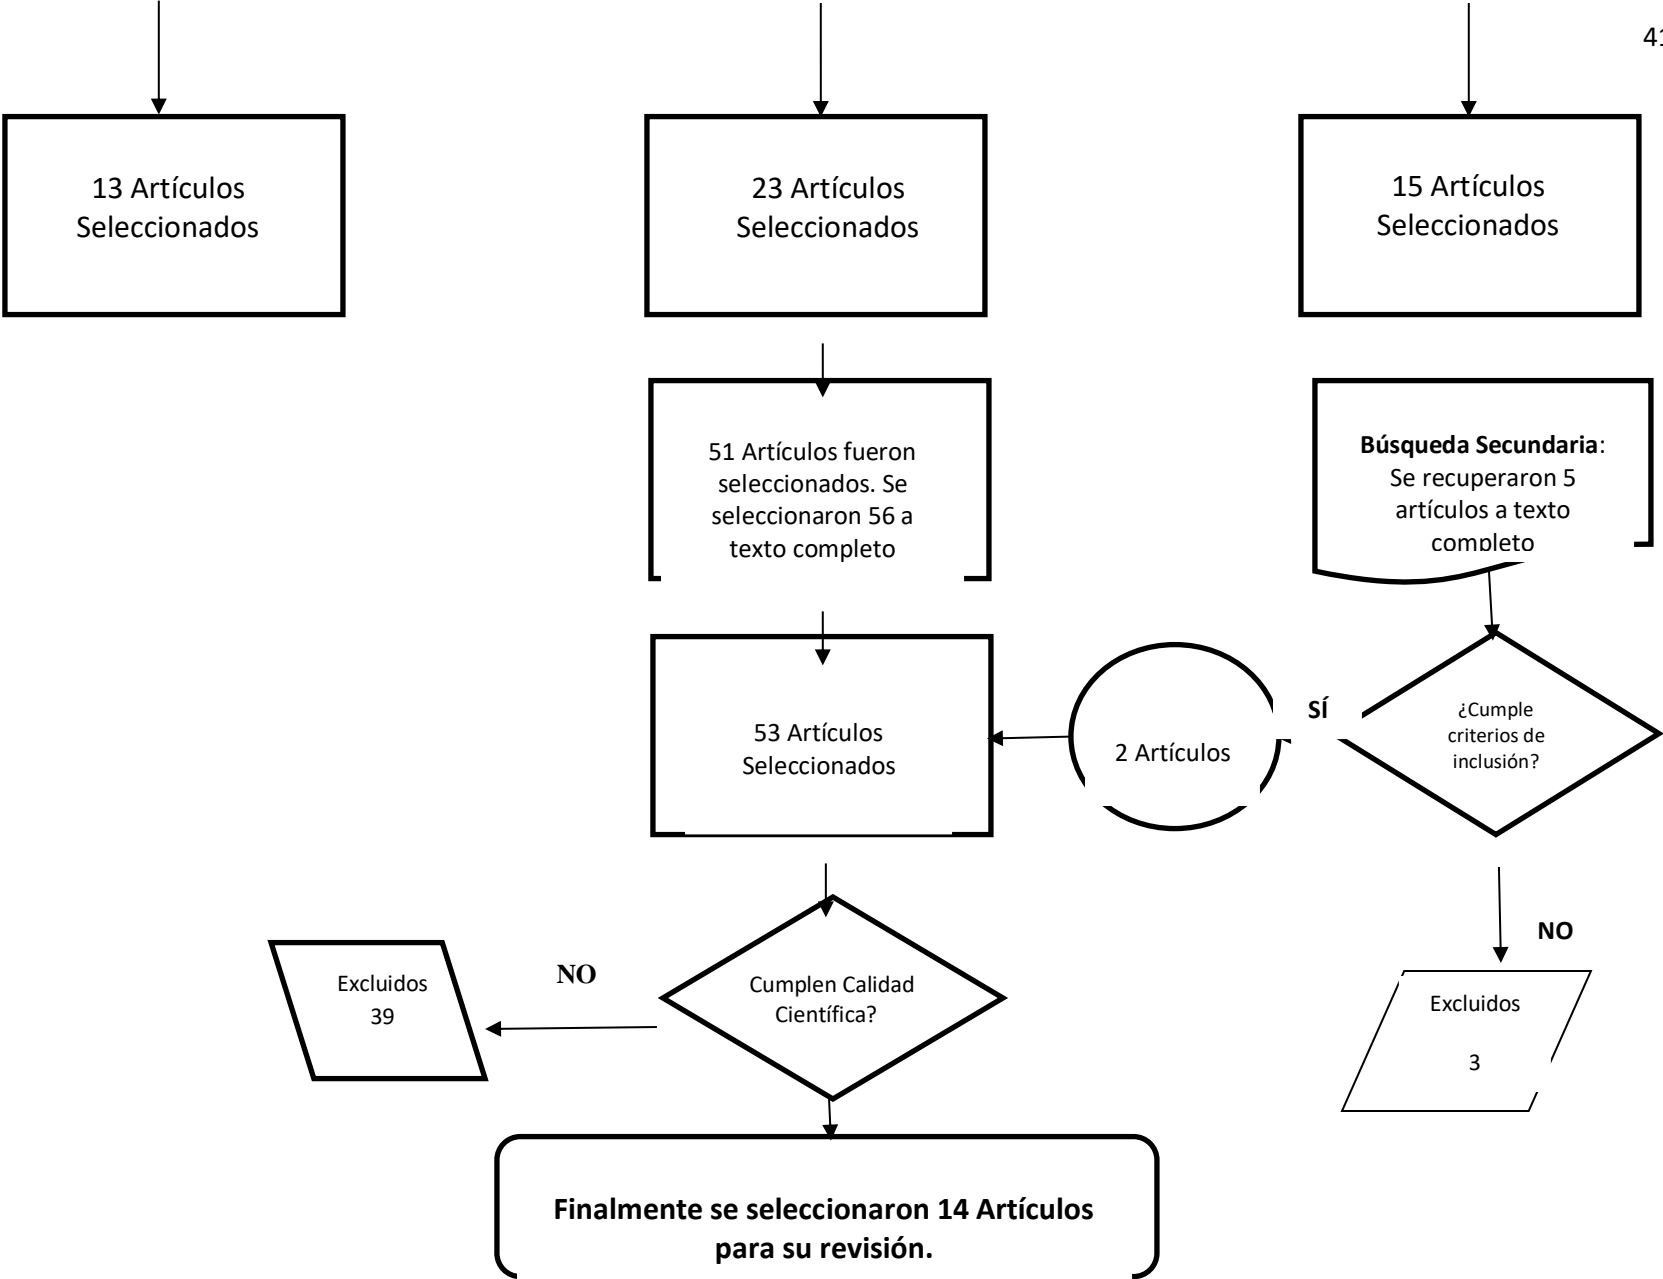 41
13 Artículos
Seleccionados
23 Artículos
Seleccionados
15 Artículos
Seleccionados
51 Artículos fueron
seleccionados. Se
seleccionaron 56 a
texto completo
Búsqueda Secundaria:
Se recuperaron 5
artículos a texto
completo
53 Artículos
Seleccionados
2 Artículos
SÍ
¿Cumple
criterios de
inclusión?
NO
Excluidos
3
Cumplen Calidad
Científica?
NO
Excluidos
39
Finalmente se seleccionaron 14 Artículos
para su revisión.